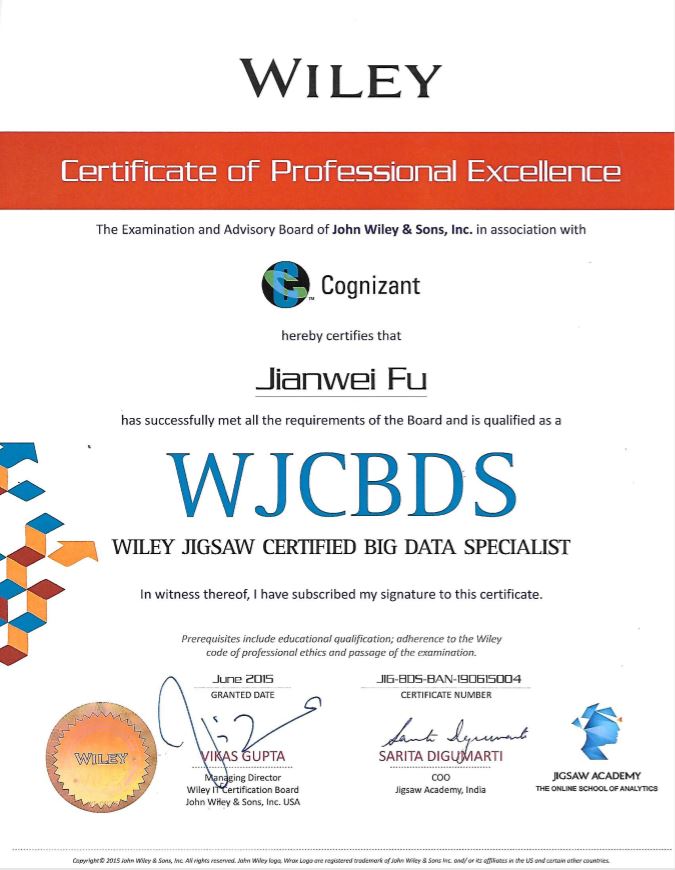 WILEY
Certificate of Professional Excellence
The Examination and Advisory Board of John Wiley & Sons, Inc. in association with
Cognizant
TM
hereby certifies that
Jianwei Fu
has successfully met all the requirements of the Board and is qualified as a
WJCBDS
WILEY JIGSAW CERTIFIED BIG DATA SPECIALIST
In witness thereof, I have subscribed my signature to this certificate.
Prerequisites include educational qualification; adherence to the Wiley
code of professional ethics and passage of the examination.
June 2015
GRANTED DATE
JIG-BDS-BAN-190615004
CERTIFICATE NUMBER
WILEY
VIKAS GUPTA
Managing Director
Wiley IT Certification Board
John Wiley & Sons, Inc. USA
Sarita Digumarti
SARITA DIGUMARTI
COO
Jigsaw Academy, India
JIGSAW ACADEMY
THE ONLINE SCHOOL OF ANALYTICS
Copyright© 2015 John Wiley & Sons, Inc. All rights reserved. John Wiley logo, Wrox Logo are registered trademark of John Wiley & Sons Inc. and/ or its affiliates in the US and certain other countries.